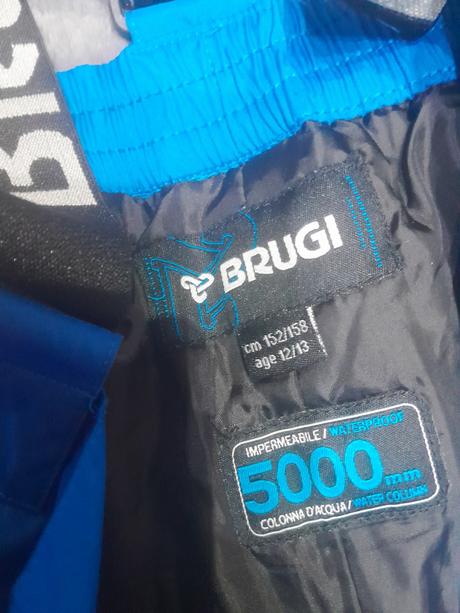 BRUGI
cm 152/158
age 12/13
IMPERMEABILE / WATERPROOF
5000mm
COLONNA D'ACQUA / WATER COLUMN